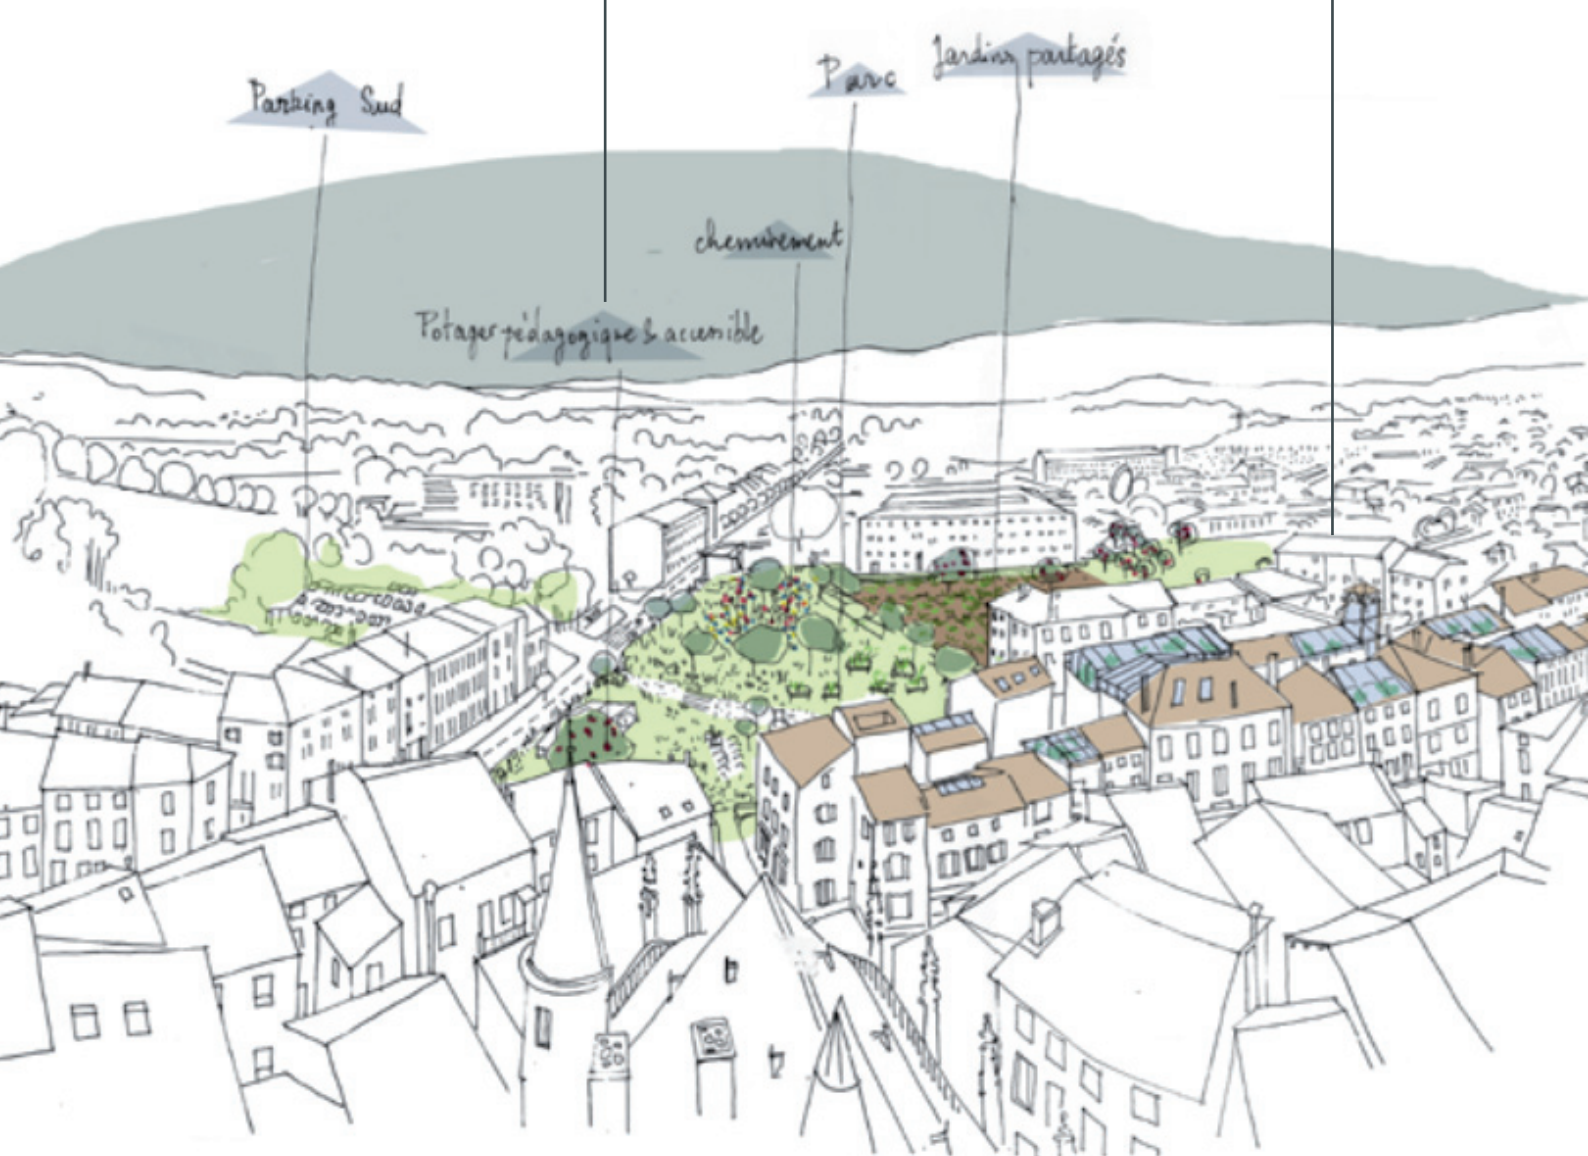 Jardins partagés
Parc
Parking Sud
cheminement
Potager pédagogique & accessible